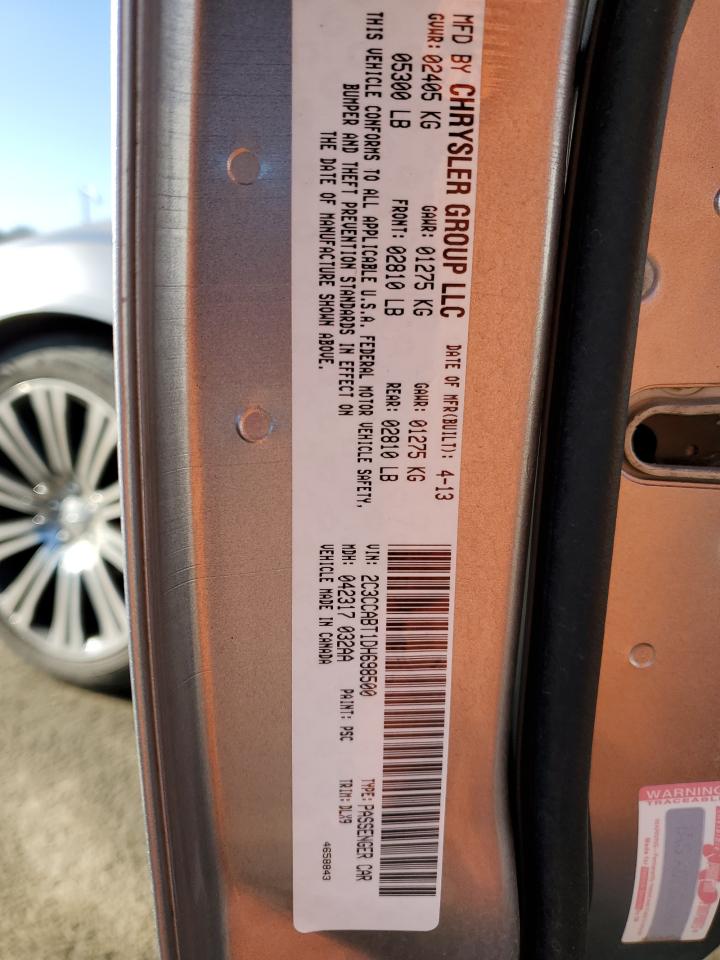 MFD BY CHRYSLER GROUP LLC
DATE OF MFR(BUILT): 4-13
GVWR: 02405 KG
GAWR: 01275 KG
GAWR: 01275 KG
05300 LB
FRONT: 02810 LB
REAR: 02810 LB
THIS VEHICLE CONFORMS TO ALL APPLICABLE U.S.A. FEDERAL MOTOR VEHICLE SAFETY,
BUMPER AND THEFT PREVENTION STANDARDS IN EFFECT ON
THE DATE OF MANUFACTURE SHOWN ABOVE.
VIN: 2C3CCABT1DH698500
TYPE: PASSENGER CAR
MDH: 042317 032AA
PAINT: PSC
TRIM: DLX9
VEHICLE MADE IN CANADA
4658843
WARNING
TRACEABLE